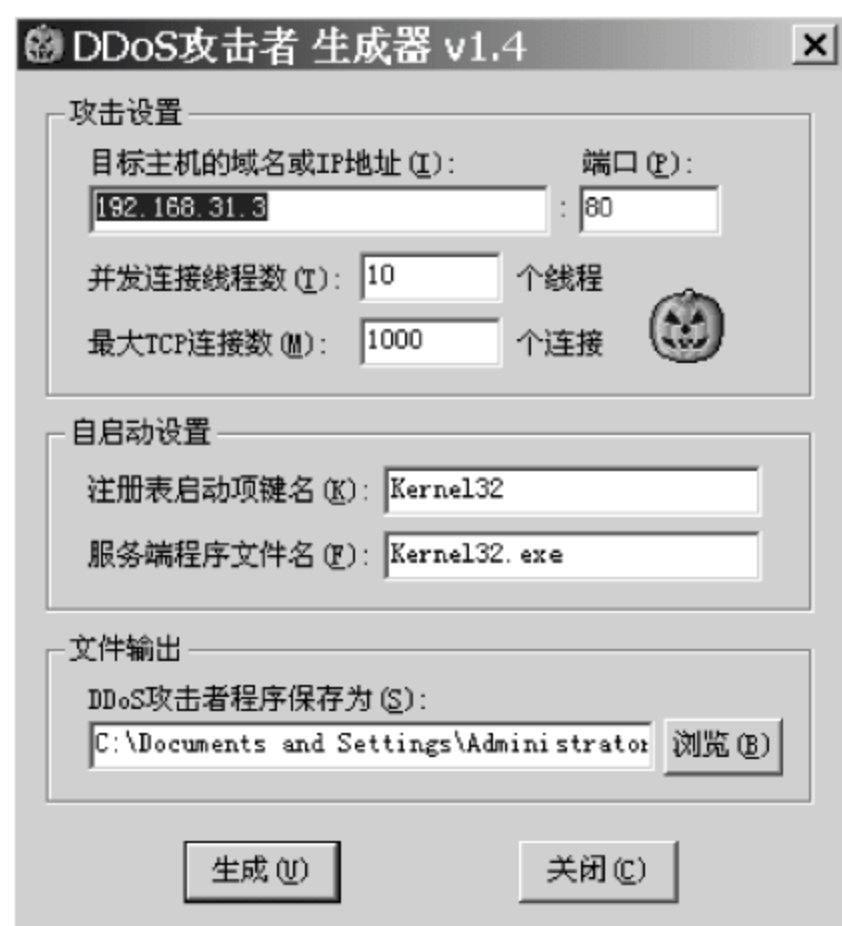 DDoS攻击者 生成器 v1.4
攻击设置
目标主机的域名或IP地址(I): 端口(P):
192.168.31.3 : 80
并发连接线程数(T): 10 个线程
最大TCP连接数(M): 1000 个连接
自启动设置
注册表启动项键名(K): Kernel32
服务端程序文件名(F): Kernel32.exe
文件输出
DDoS攻击者程序保存为(S):
C:\Documents and Settings\Administrator 浏览(B)
生成(U) 关闭(C)